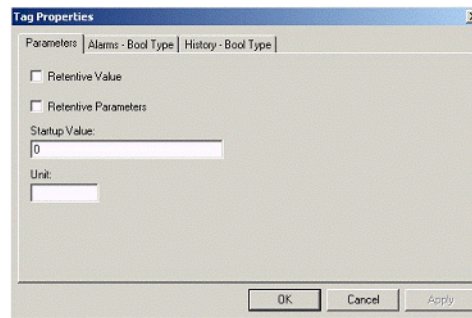 Tag Properties
Parameters Alarms - Bool Type History - Bool Type
Retentive Value
Retentive Parameters
Startup Value:
0
Unit:
OK Cancel Apply